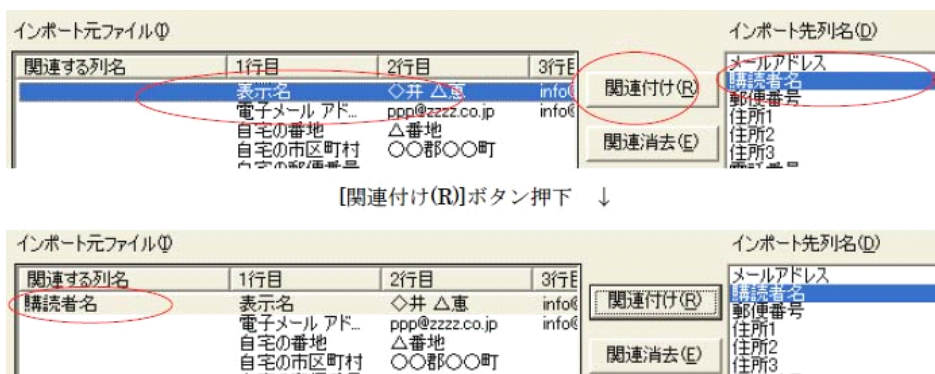 インポート元ファイル(I) インポート先列名(D)
関連する列名 1行目 2行目 3行目
表示名 ◇井 △恵 info@
電子メール アド... ppp@zzzz.co.jp info@
自宅の番地 △番地
自宅の市区町村 〇〇郡〇〇町
自宅の郵便番号
関連付け(R)
関連消去(E)
メールアドレス
購読者名
郵便番号
住所1
住所2
住所3
電話番号
[関連付け(R)]ボタン押下 ↓
インポート元ファイル(I) インポート先列名(D)
関連する列名 1行目 2行目 3行目
購読者名 表示名 ◇井 △恵 info@
電子メール アド... ppp@zzzz.co.jp info@
自宅の番地 △番地
自宅の市区町村 〇〇郡〇〇町
関連付け(R)
関連消去(E)
メールアドレス
購読者名
郵便番号
住所1
住所2
住所3